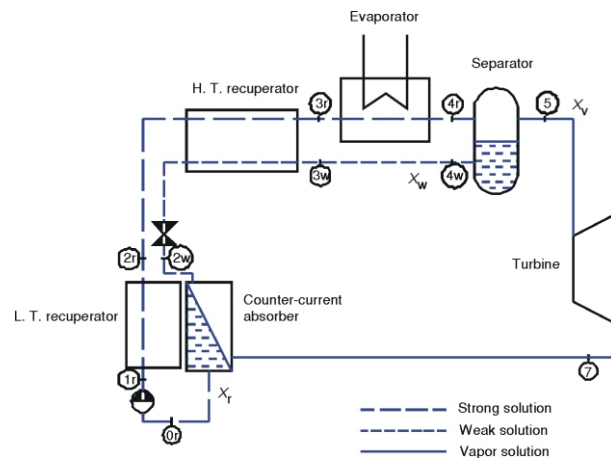 Evaporator
Separator
H. T. recuperator
3r
4r
5
Xv
3w
Xw
4w
2r
2w
Turbine
L. T. recuperator
Counter-current
absorber
1r
Xr
7
0r
Strong solution
Weak solution
Vapor solution